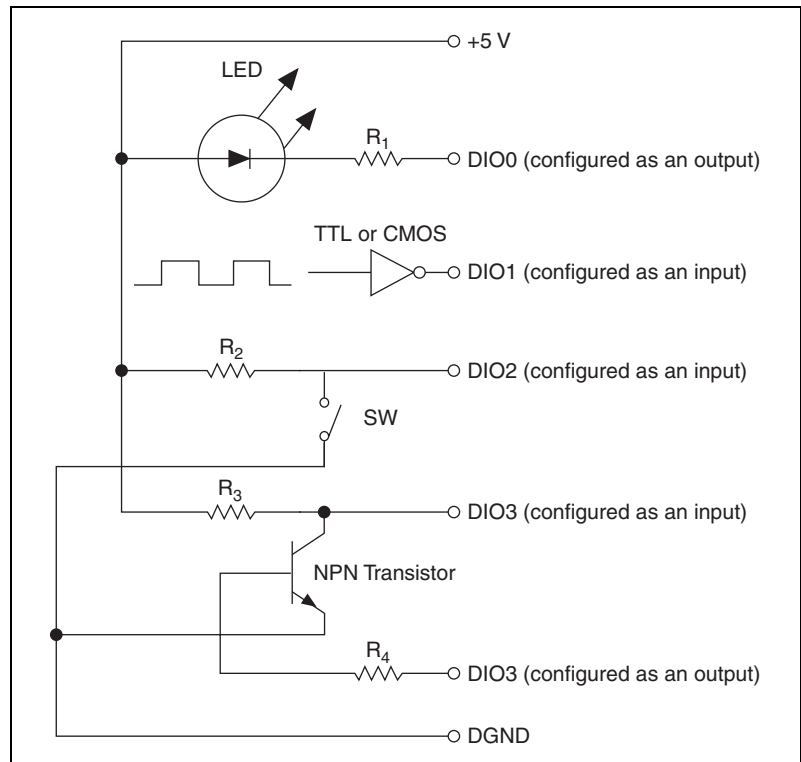 +5 V
LED
R1
DIO0 (configured as an output)
TTL or CMOS
DIO1 (configured as an input)
R2
DIO2 (configured as an input)
SW
R3
DIO3 (configured as an input)
NPN Transistor
R4
DIO3 (configured as an output)
DGND